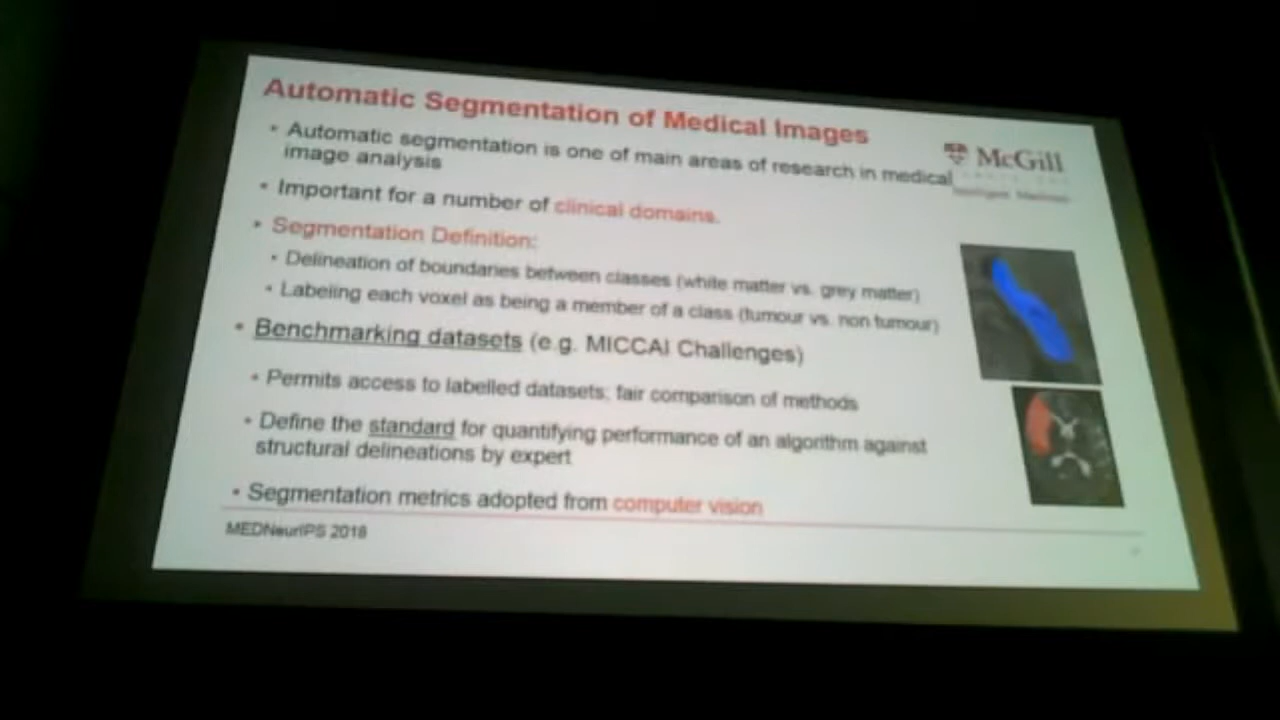 Automatic Segmentation of Medical Images
• Automatic segmentation is one of main areas of research in medical
image analysis
• Important for a number of clinical domains.
• Segmentation Definition:
• Delineation of boundaries between classes (white matter vs. grey matter)
• Labeling each voxel as being a member of a class (tumour vs. non tumour)
• Benchmarking datasets (e.g. MICCAI Challenges)
• Permits access to labelled datasets; fair comparison of methods
• Define the standard for quantifying performance of an algorithm against
structural delineations by expert
• Segmentation metrics adopted from computer vision
MEDNeurIPS 2018
McGill